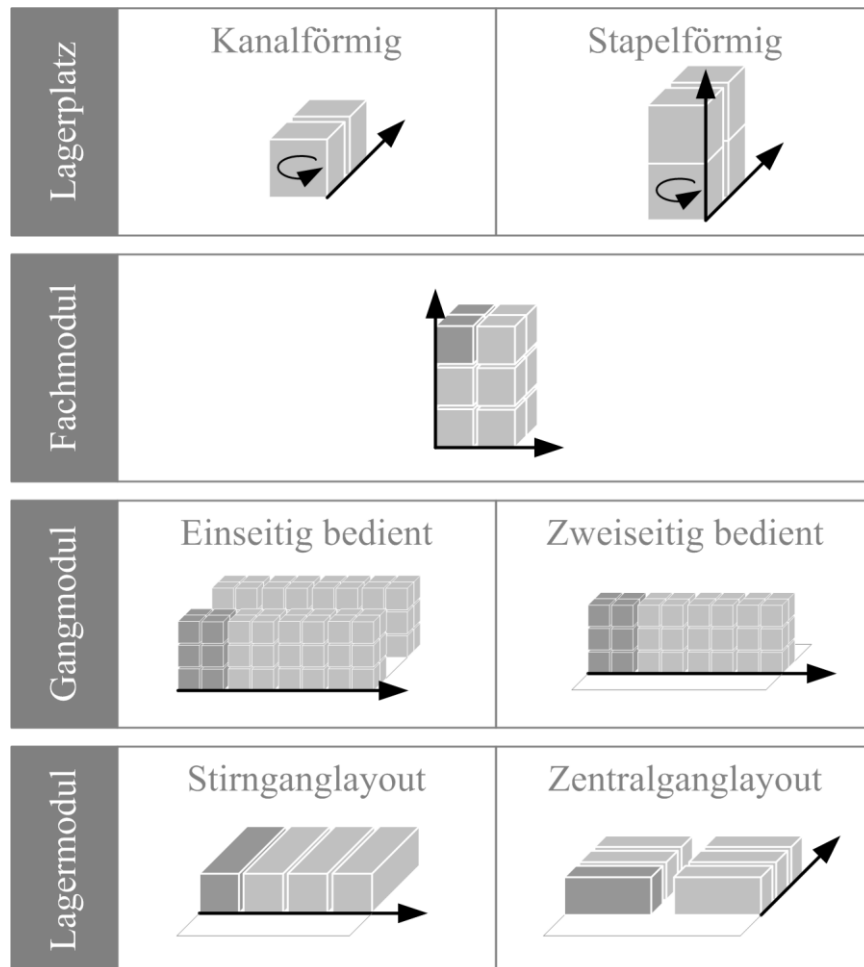 Lagerplatz
Kanalförmig
Stapelförmig
Fachmodul
Gangmodul
Einseitig bedient
Zweiseitig bedient
Lagermodul
Stirnganglayout
Zentralganglayout